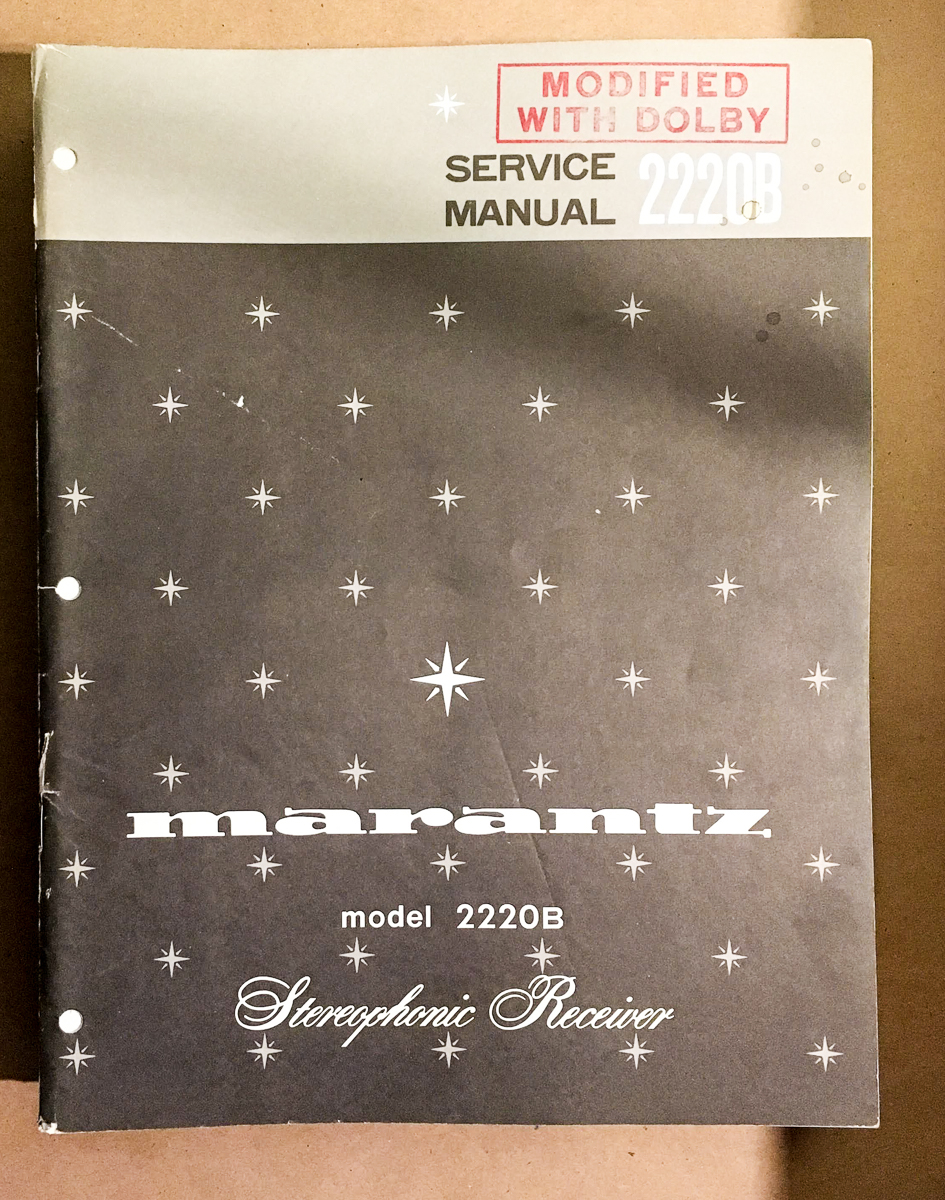 MODIFIED
WITH DOLBY
SERVICE
MANUAL 2220B
marantz
model 2220B
Stereophonic Receiver